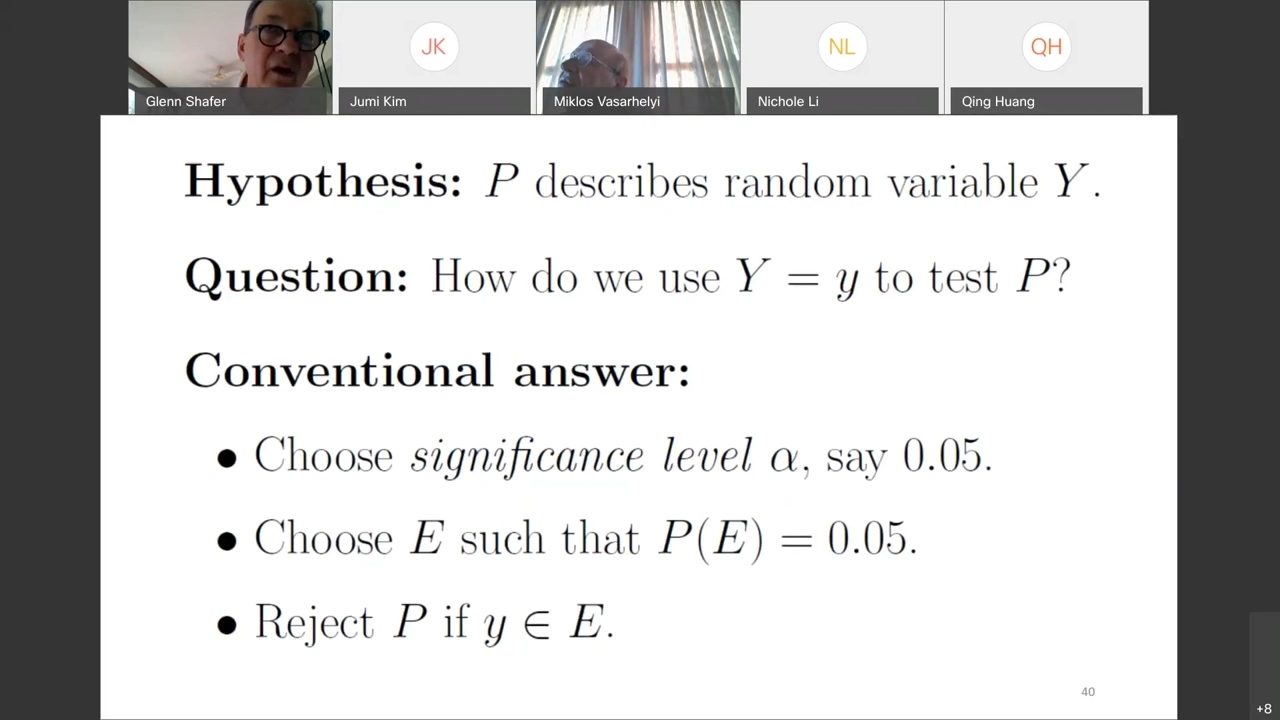 JK
NL
QH
Glenn Shafer
Jumi Kim
Miklos Vasarhelyi
Nichole Li
Qing Huang
Hypothesis: P describes random variable Y.
Question: How do we use Y = y to test P?
Conventional answer:
• Choose significance level α, say 0.05.
• Choose E such that P(E) = 0.05.
• Reject P if y ∈ E.
40
+8